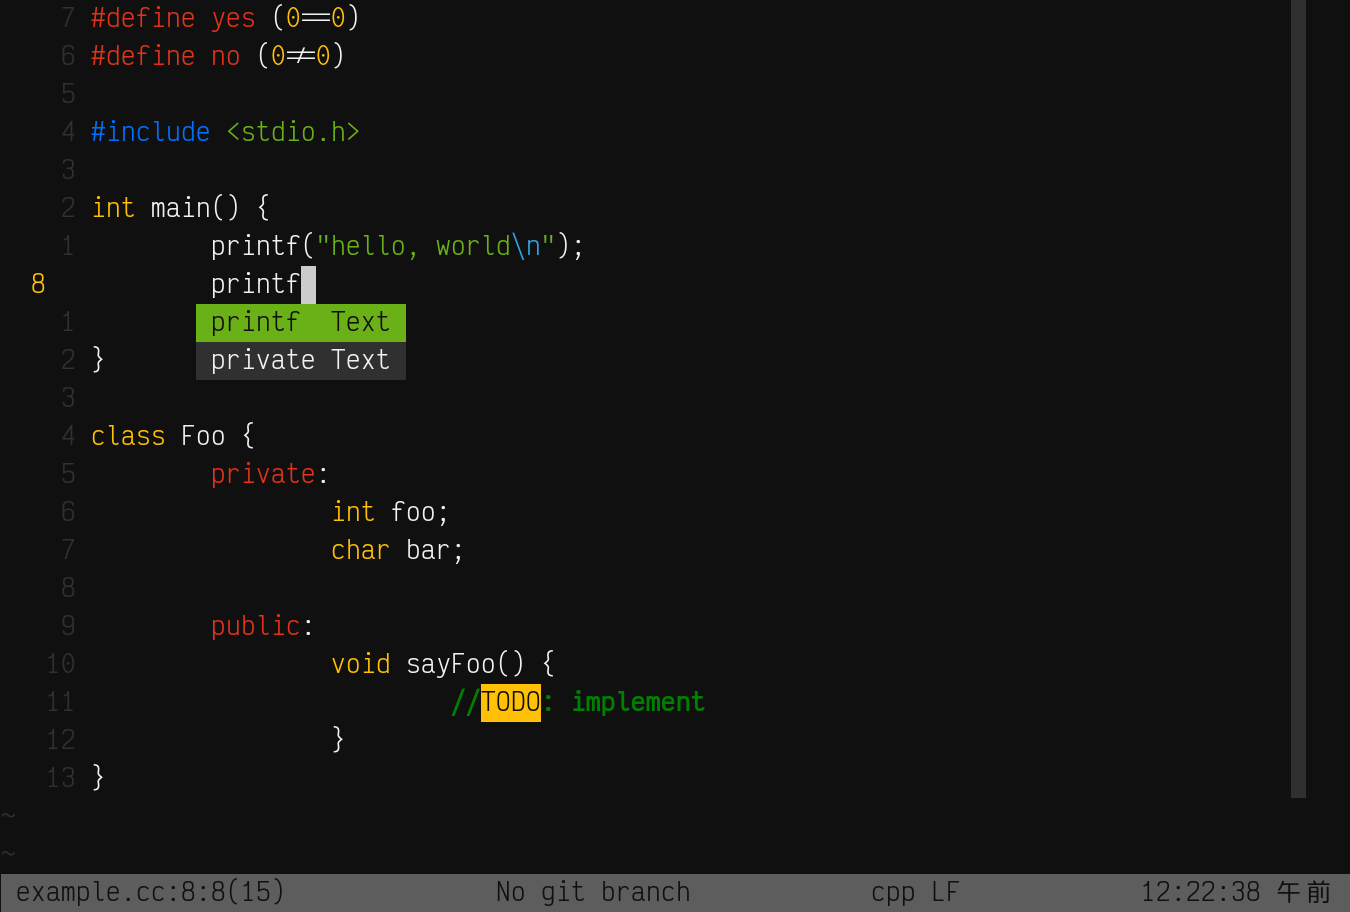 7 #define yes (0==0)
6 #define no (0!=0)
5
4 #include <stdio.h>
3
2 int main() {
1         printf("hello, world\n");
8         printf
1 printf  Text
2 } private Text
3
4 class Foo {
5         private:
6                 int foo;
7                 char bar;
8
9         public:
10                 void sayFoo() {
11                         //TODO: implement
12                 }
13 }
~
~
example.cc:8:8(15) No git branch cpp LF 12:22:38 午前